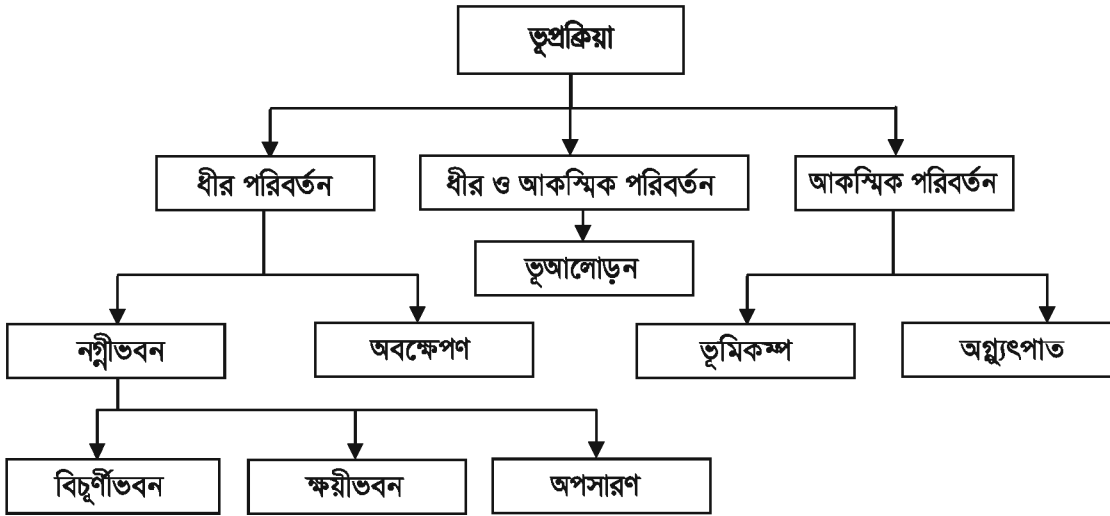 ভূপ্রক্রিয়া
ধীর পরিবর্তন
ধীর ও আকস্মিক পরিবর্তন
আকস্মিক পরিবর্তন
ভূআলোড়ন
নগ্নীভবন
অবক্ষেপণ
ভূমিকম্প
অগ্ন্যুৎপাত
বিচূর্ণীভবন
ক্ষয়ীভবন
অপসারণ